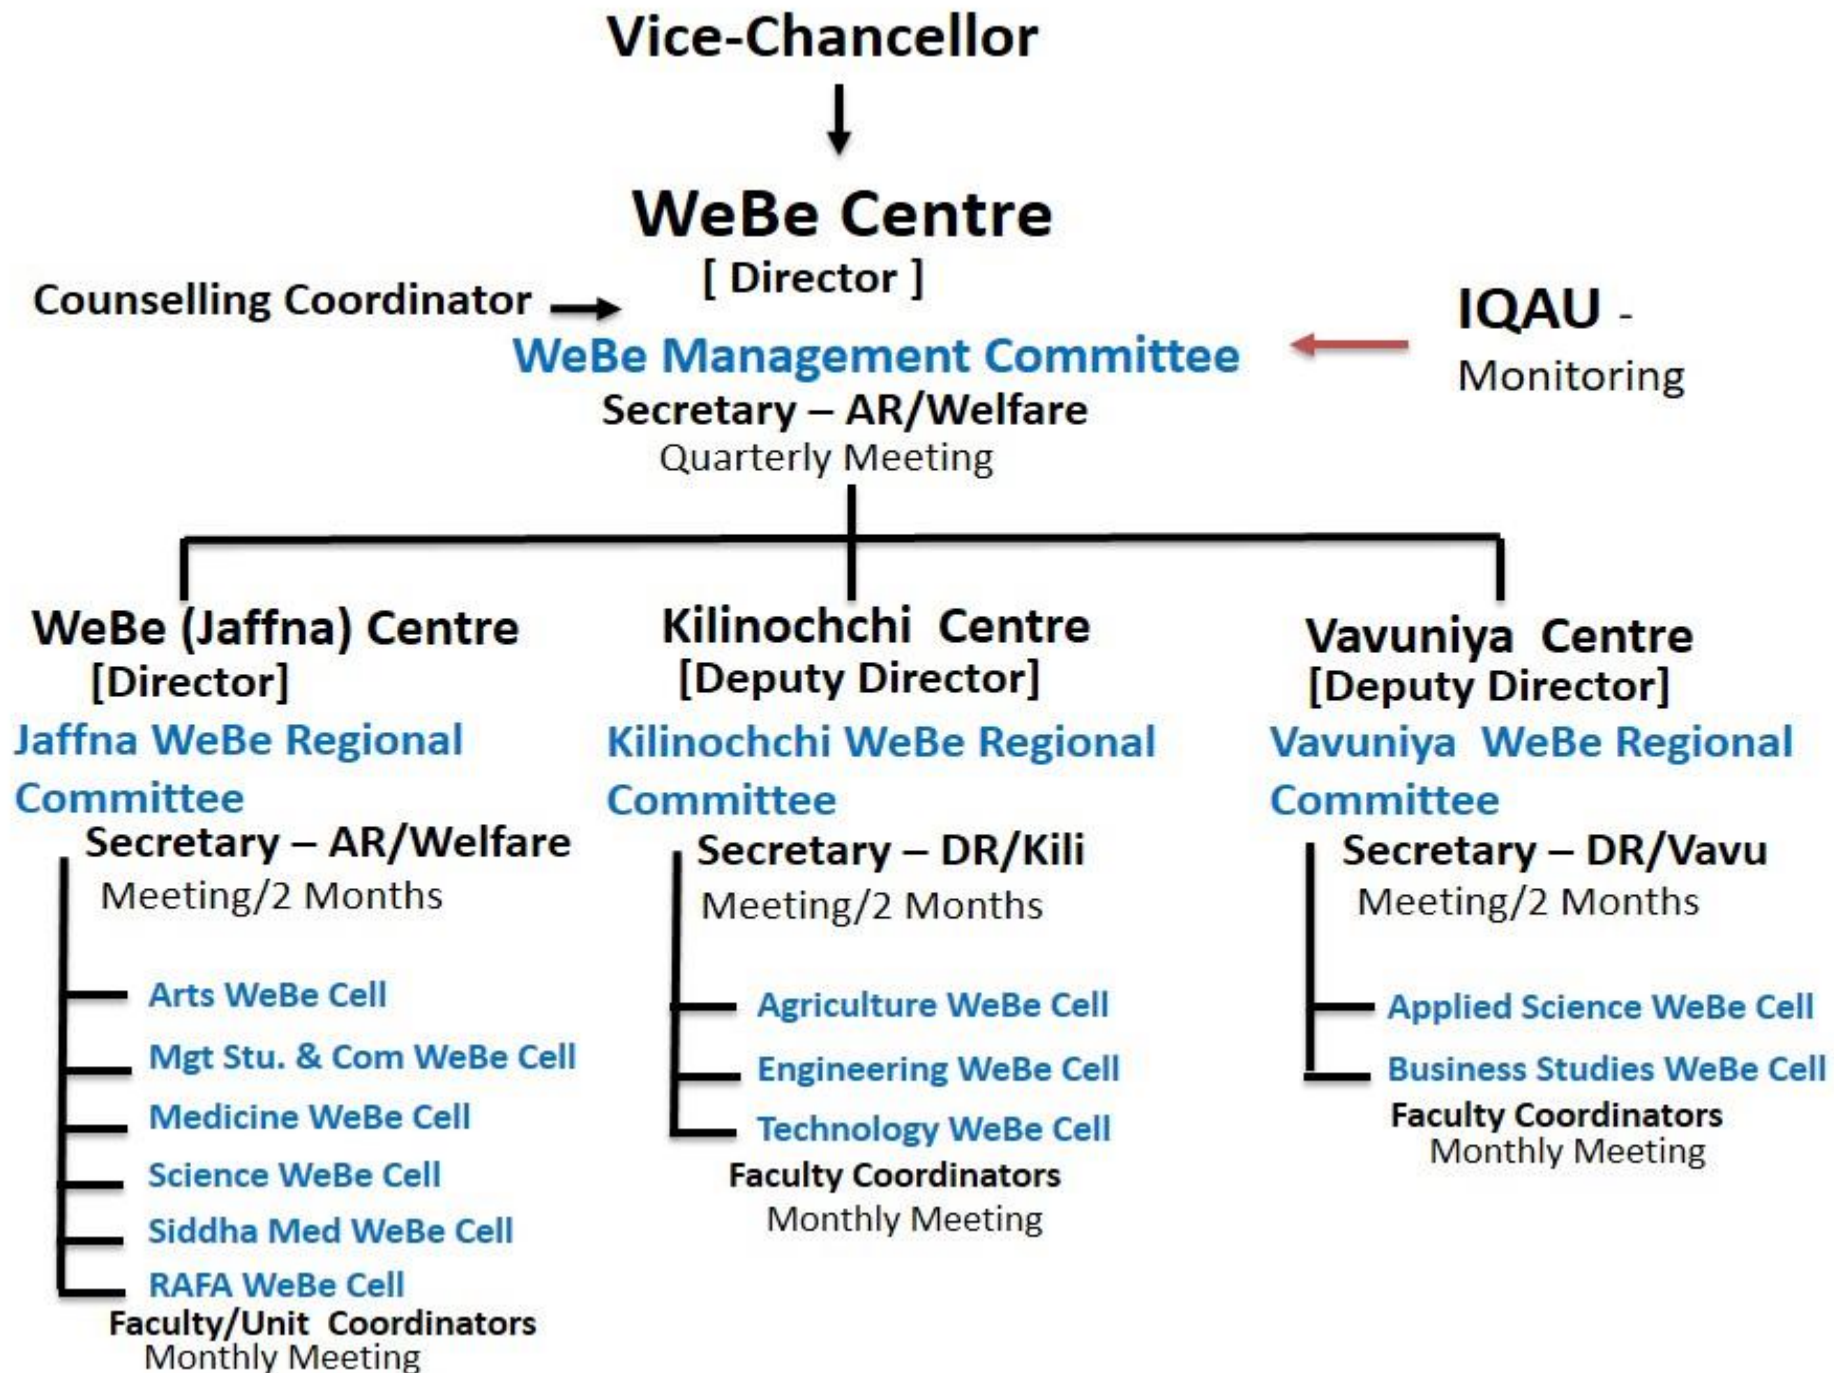 Vice-Chancellor
WeBe Centre
[ Director ]
Counselling Coordinator
WeBe Management Committee
Secretary – AR/Welfare
Quarterly Meeting
IQAU -
Monitoring
WeBe (Jaffna) Centre
[Director]
Jaffna WeBe Regional
Committee
Secretary – AR/Welfare
Meeting/2 Months
Arts WeBe Cell
Mgt Stu. & Com WeBe Cell
Medicine WeBe Cell
Science WeBe Cell
Siddha Med WeBe Cell
RAFA WeBe Cell
Faculty/Unit Coordinators
Monthly Meeting
Kilinochchi Centre
[Deputy Director]
Kilinochchi WeBe Regional
Committee
Secretary – DR/Kili
Meeting/2 Months
Agriculture WeBe Cell
Engineering WeBe Cell
Technology WeBe Cell
Faculty Coordinators
Monthly Meeting
Vavuniya Centre
[Deputy Director]
Vavuniya WeBe Regional
Committee
Secretary – DR/Vavu
Meeting/2 Months
Applied Science WeBe Cell
Business Studies WeBe Cell
Faculty Coordinators
Monthly Meeting